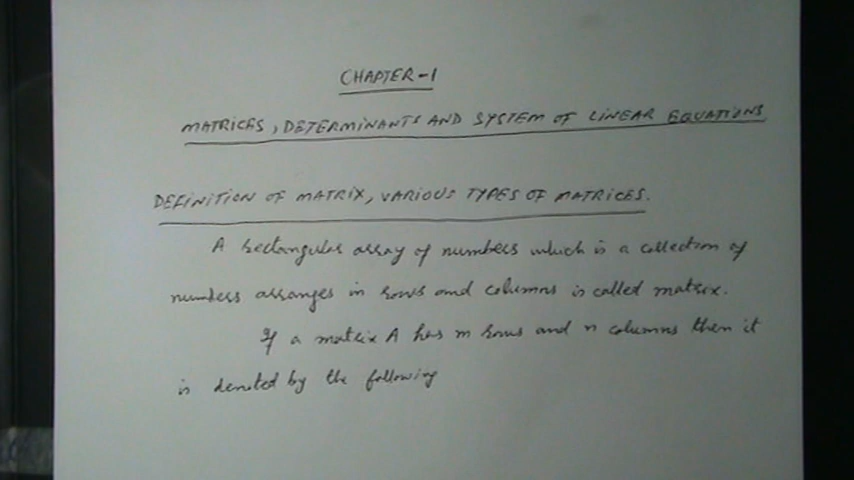 CHAPTER-1
MATRICES, DETERMINANTS AND SYSTEM OF LINEAR EQUATIONS
DEFINITION OF MATRIX, VARIOUS TYPES OF MATRICES.
A rectangular array of numbers which is a collection of
numbers arranges in rows and columns is called matrix.
If a matrix A has m rows and n columns then it
is denoted by the following